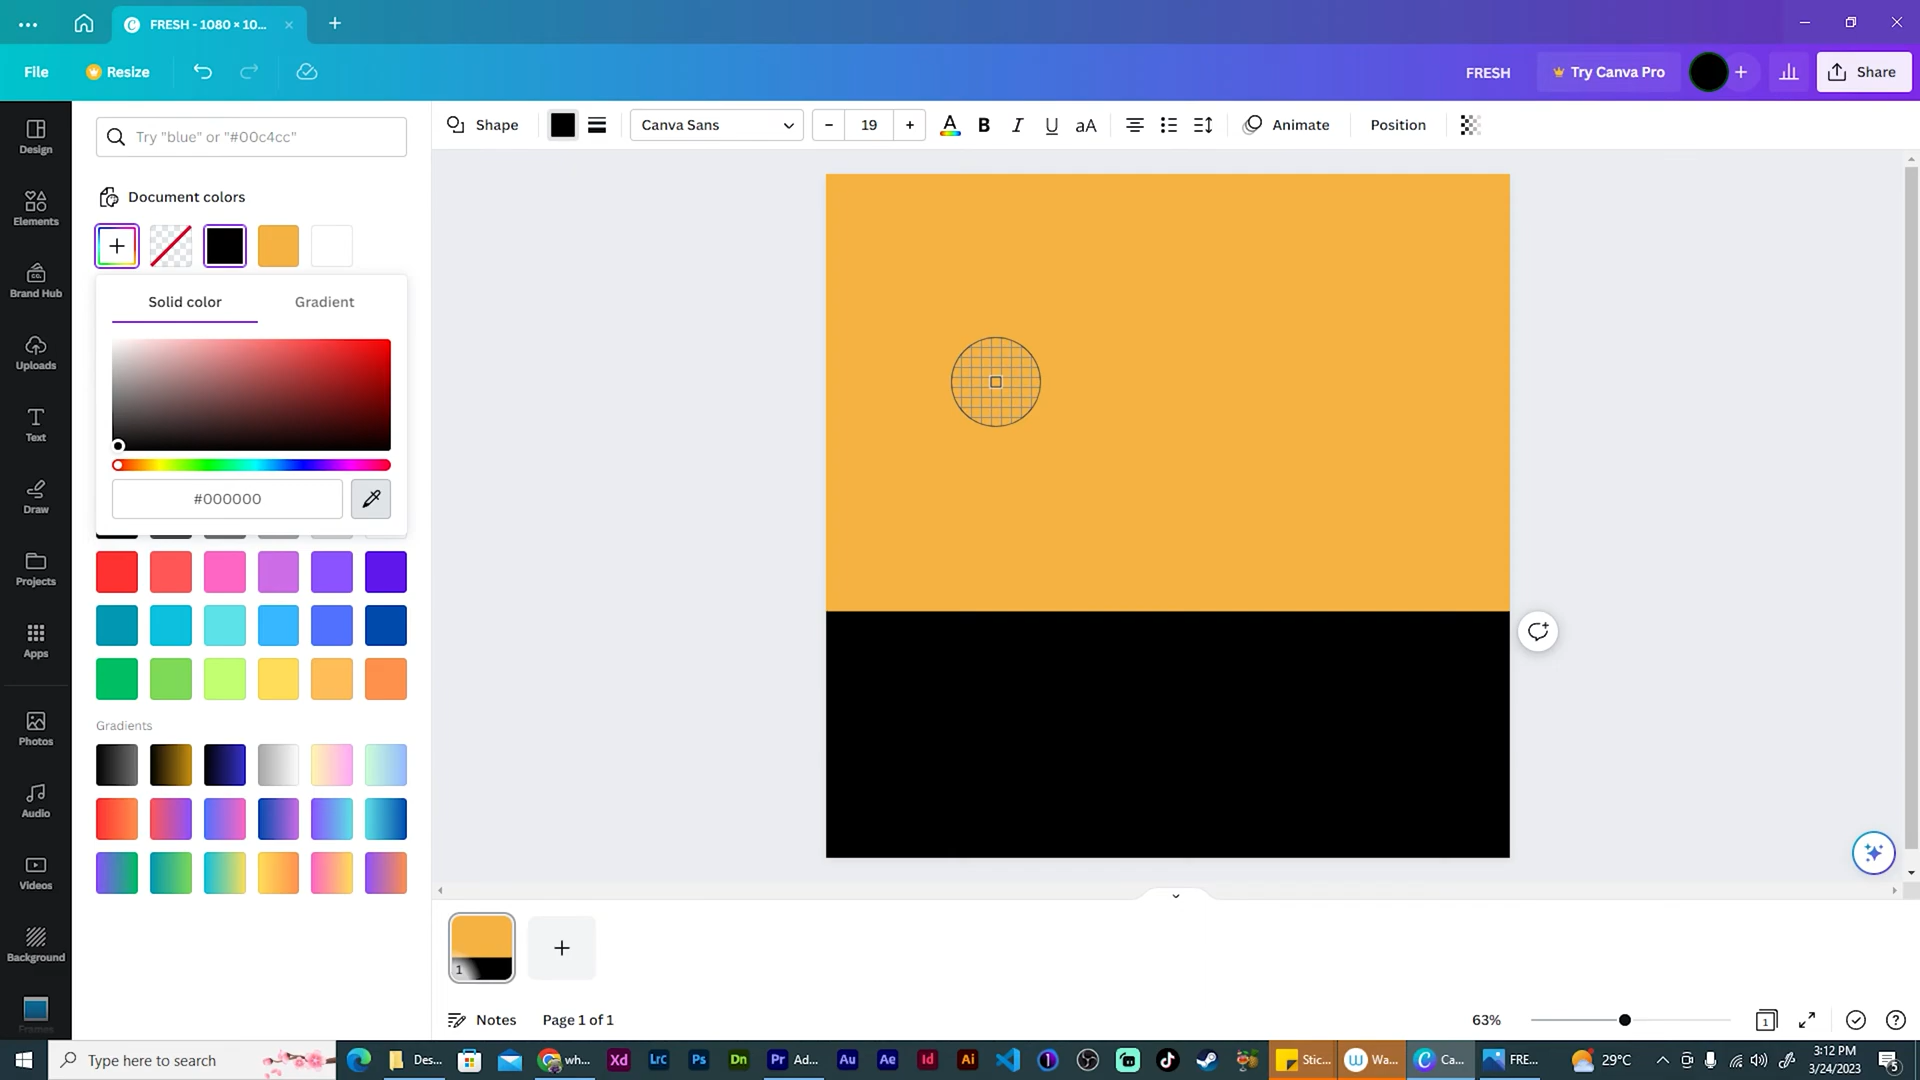 FRESH - 1080 × 10...
File
Resize
FRESH
Try Canva Pro
Share
Design
Elements
Brand Hub
Uploads
Text
Draw
Projects
Apps
Photos
Audio
Videos
Background
Frames
Try "blue" or "#00c4cc"
Document colors
Solid color
Gradient
#000000
Gradients
Shape
Canva Sans
19
A
B
I
U
aA
Animate
Position
1
Notes
Page 1 of 1
63%
1
Type here to search
Des...
wh...
Xd
Lrc
Ps
Dn
Pr
Ad...
Au
Ae
Id
Ai
Stic...
Wa...
Ca...
FRE...
29°C
3:12 PM
3/24/2023
5